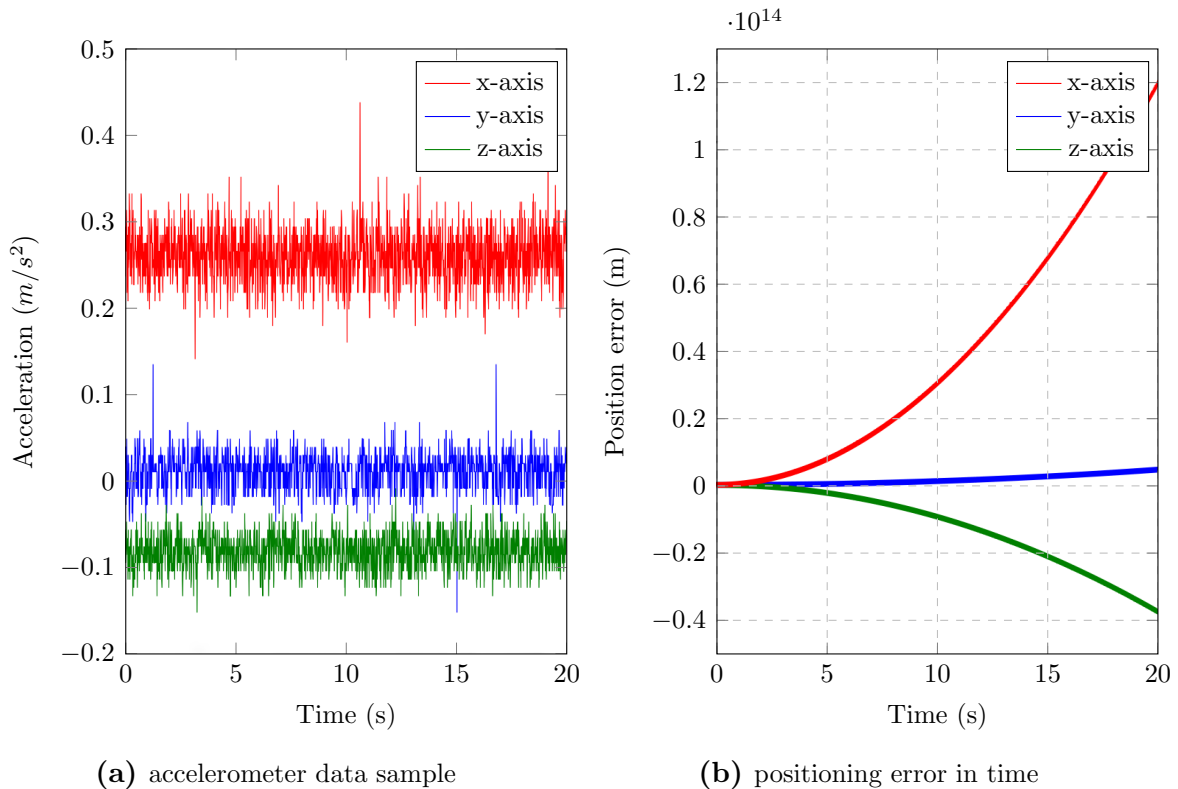 0.5
0.4
0.3
0.2
0.1
0
−0.1
−0.2
0
5
10
15
20
Acceleration (m/s²)
Time (s)
x-axis
y-axis
z-axis
(a) accelerometer data sample
·10¹⁴
1.2
1
0.8
0.6
0.4
0.2
0
−0.2
−0.4
0
5
10
15
20
Position error (m)
Time (s)
x-axis
y-axis
z-axis
(b) positioning error in time